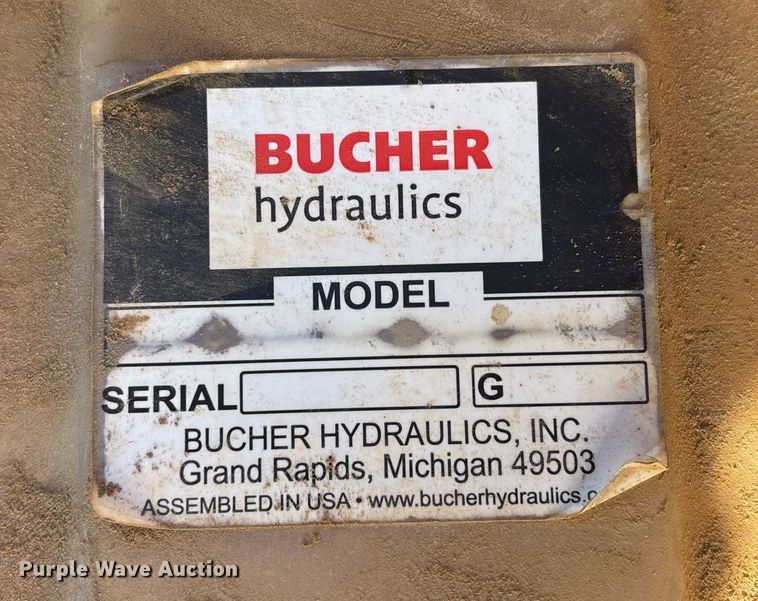 BUCHER
hydraulics
MODEL
SERIAL
G
BUCHER HYDRAULICS, INC.
Grand Rapids, Michigan 49503
ASSEMBLED IN USA • www.bucherhydraulics.c
Purple Wave Auction